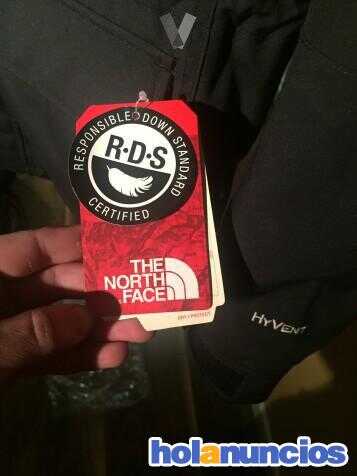 RESPONSIBLE DOWN STANDARD
R·D·S
CERTIFIED
THE
NORTH
FACE
HYVENT
holanuncios